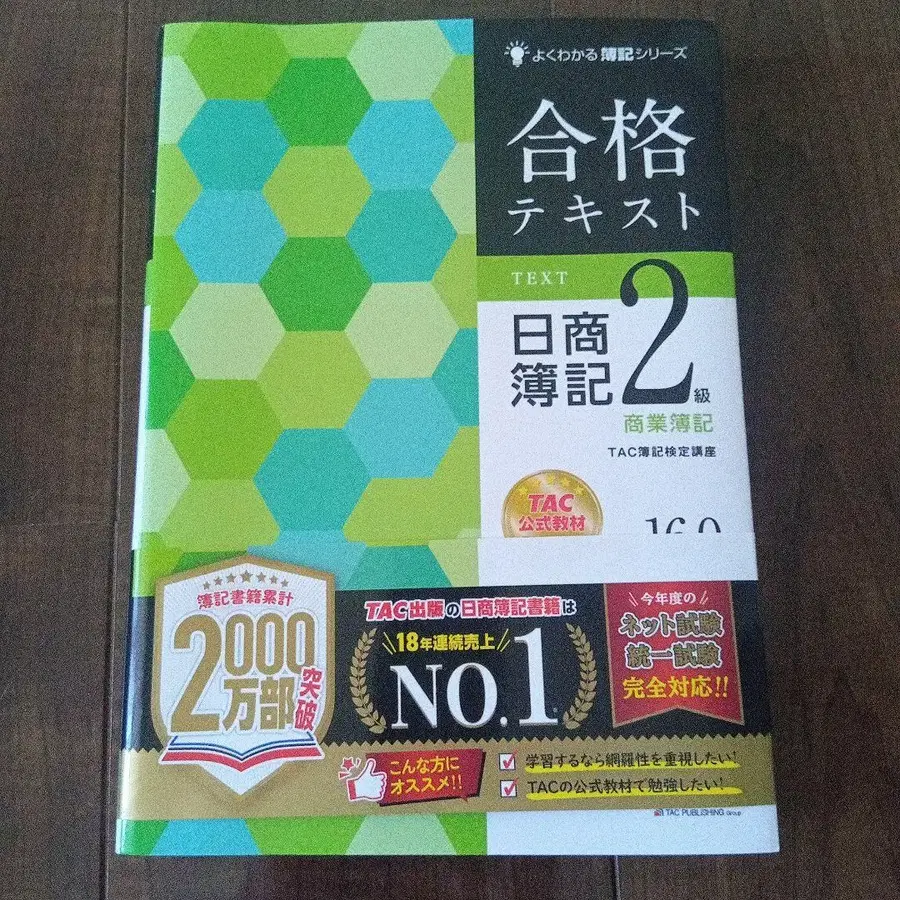 よくわかる簿記シリーズ
合格
テキスト
TEXT
日商
簿記
2級
商業簿記
TAC簿記検定講座
TAC
公式教材
16.0
簿記書籍累計
2000
万部
突破
TAC出版の日商簿記書籍は
18年連続売上
NO.1
今年度の
ネット試験
統一試験
完全対応!!
こんな方に
オススメ!!
学習するなら網羅性を重視したい!
TACの公式教材で勉強したい!
TAC PUBLISHING Group